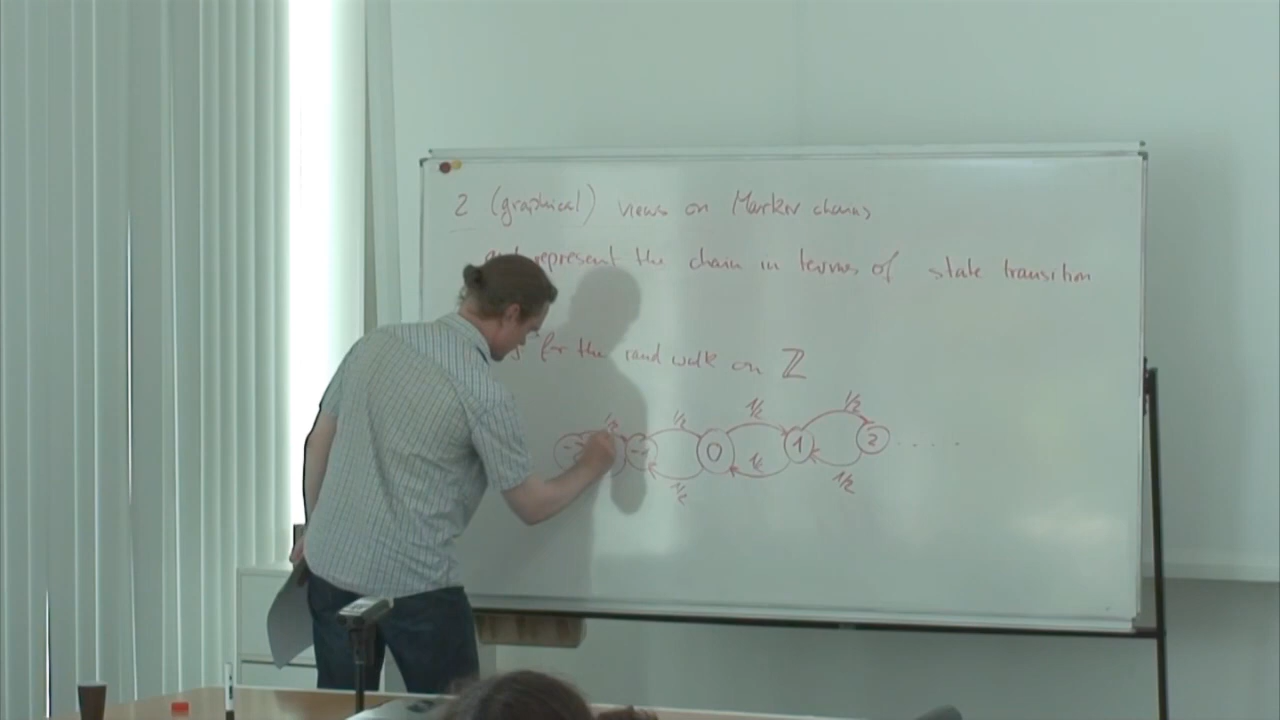 2 (graphical) views on Markov chains
represent the chain in terms of state transition
for the rand walk on ℤ
1/2 1/2 1/2 1/2
-1 0 1 2 ....
1/2 1/2 1/2